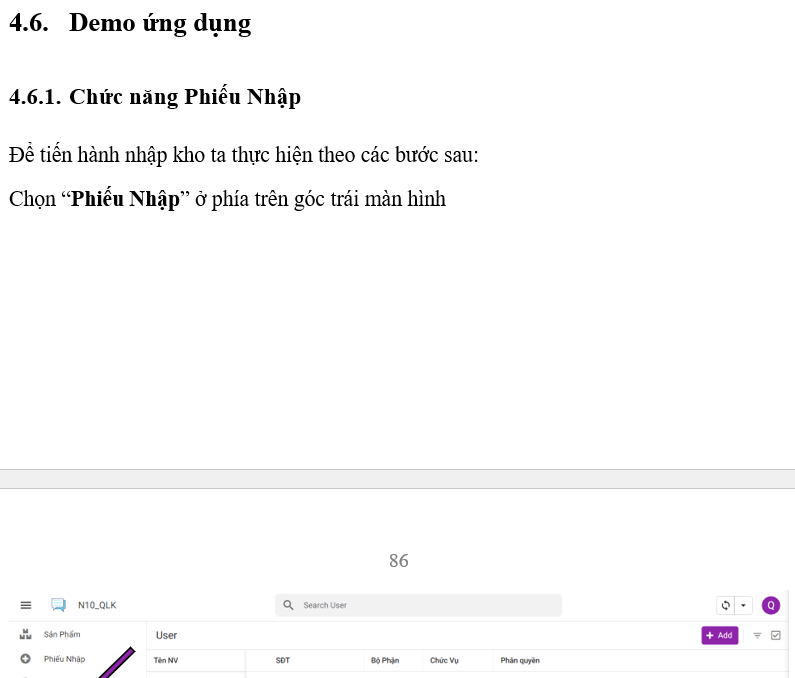 4.6. Demo ứng dụng
4.6.1. Chức năng Phiếu Nhập
Để tiến hành nhập kho ta thực hiện theo các bước sau:
Chọn “Phiếu Nhập” ở phía trên góc trái màn hình
86
N10_QLK
Search User
Q
Sản Phẩm
User
+ Add
Phiếu Nhập
Tên NV SĐT Bộ Phận Chức Vụ Phân quyền